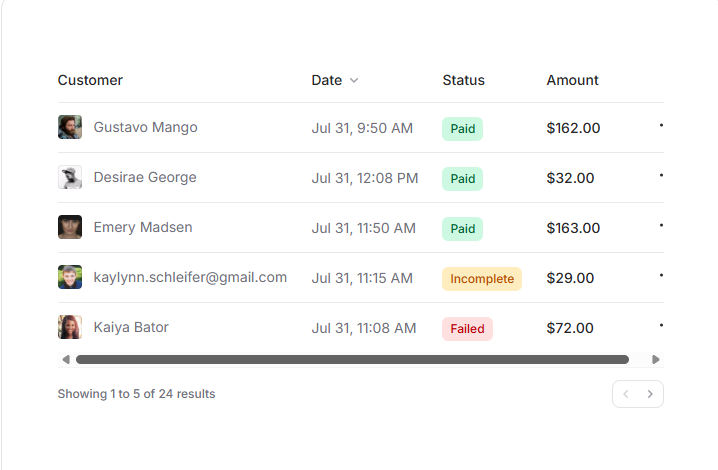 Customer Date Status Amount
Gustavo Mango Jul 31, 9:50 AM Paid $162.00
Desirae George Jul 31, 12:08 PM Paid $32.00
Emery Madsen Jul 31, 11:50 AM Paid $163.00
kaylynn.schleifer@gmail.com Jul 31, 11:15 AM Incomplete $29.00
Kaiya Bator Jul 31, 11:08 AM Failed $72.00
Showing 1 to 5 of 24 results